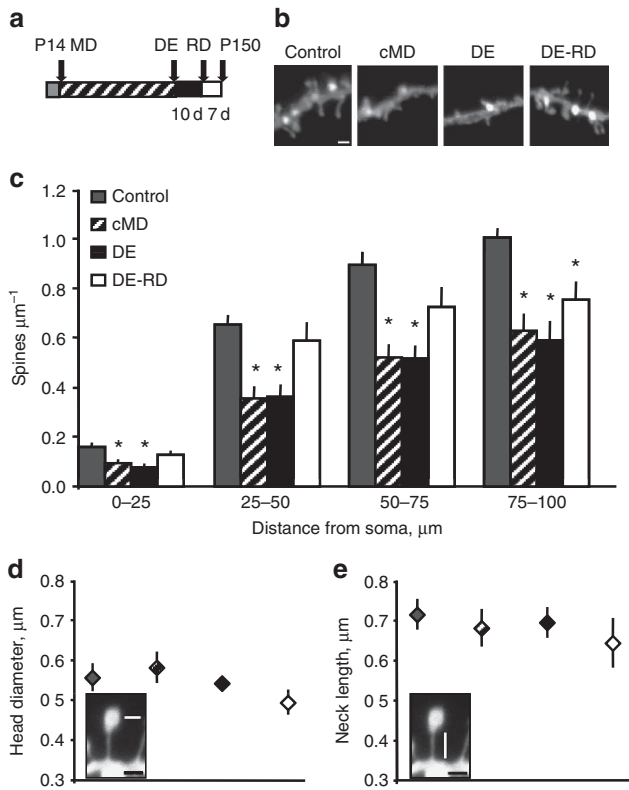 a
P14 MD DE RD P150
10 d 7 d
b
Control cMD DE DE-RD
c
Spines μm⁻¹
1.2
1.0
0.8
0.6
0.4
0.2
0.0
Control
cMD
DE
DE-RD
* *
* *
* *
* * *
0–25 25–50 50–75 75–100
Distance from soma, μm
d
Head diameter, μm
0.8
0.7
0.6
0.5
0.4
0.3
e
Neck length, μm
0.8
0.7
0.6
0.5
0.4
0.3